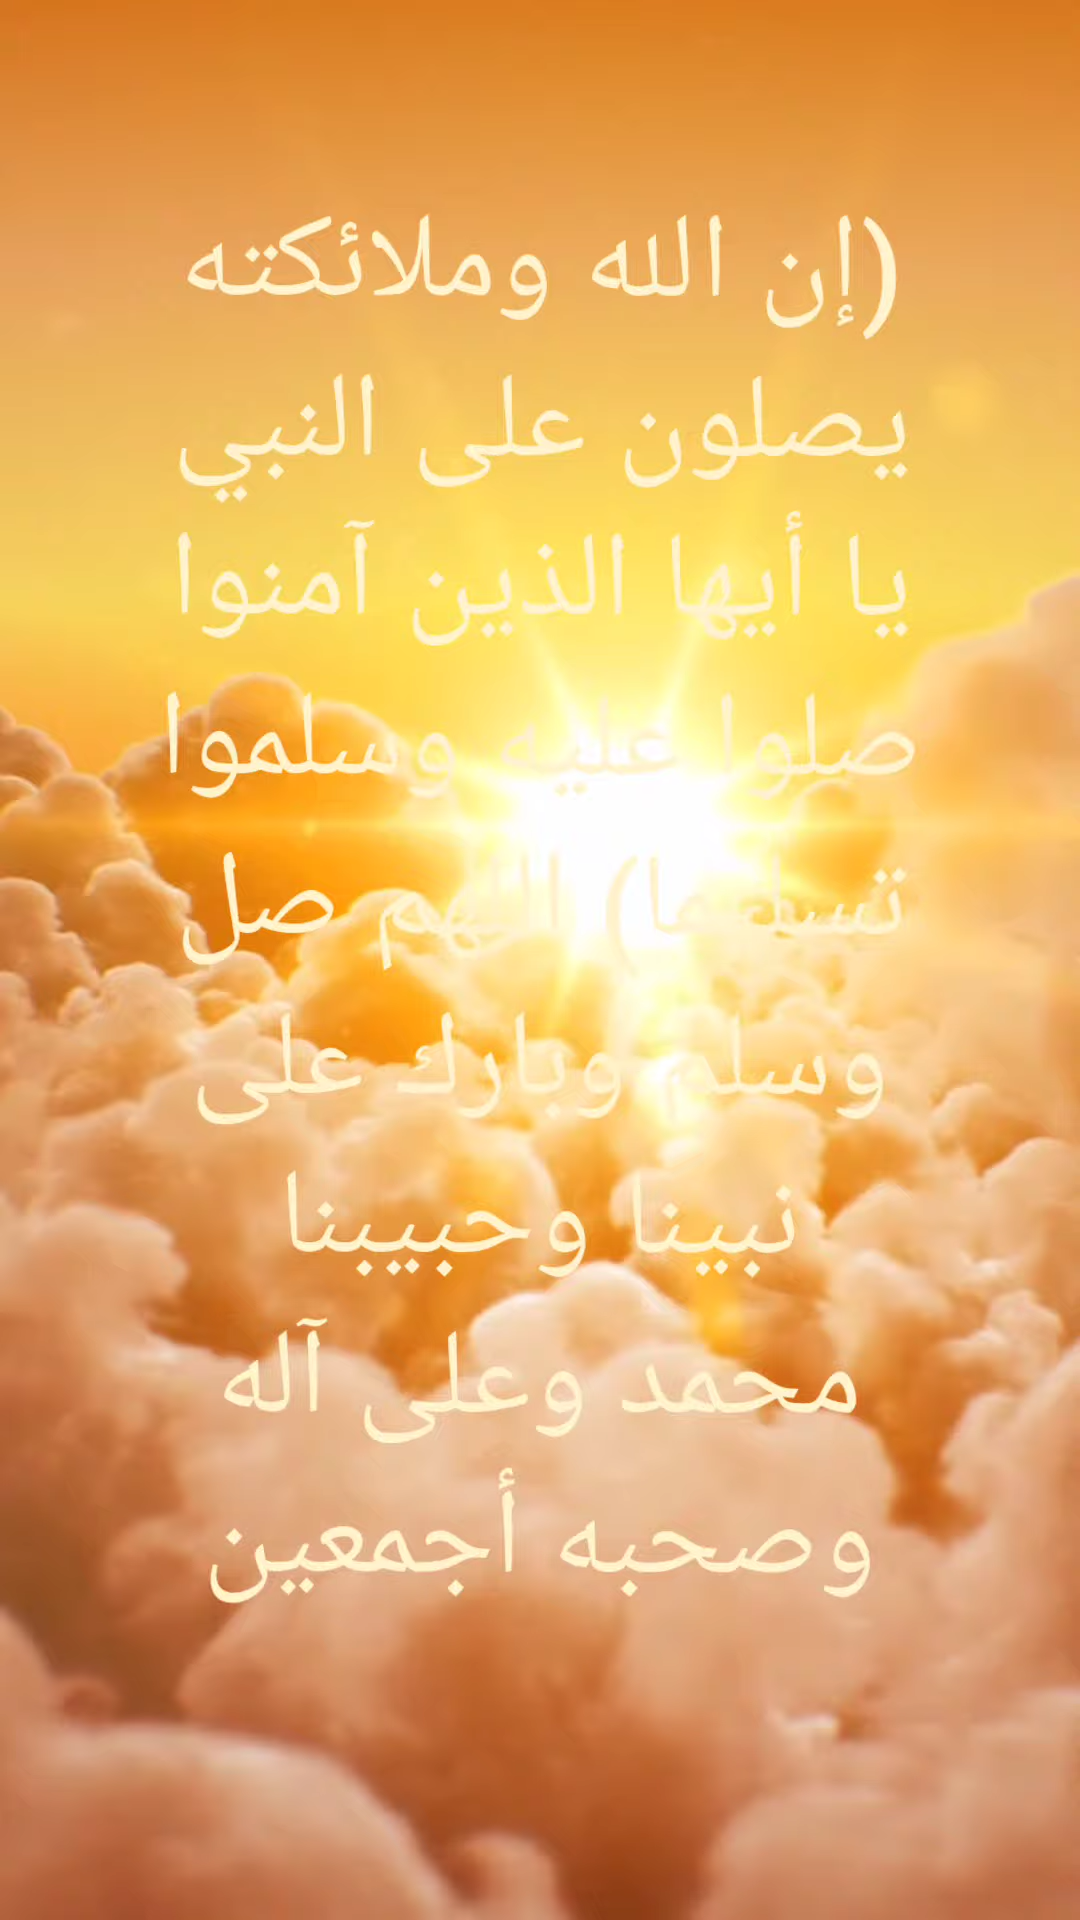 (إن الله وملائكته
يصلون على النبي
يا أيها الذين آمنوا
صلوا عليه وسلموا
تسليما) اللهم صل
وسلم وبارك على
نبينا وحبيبنا
محمد وعلى آله
وصحبه أجمعين